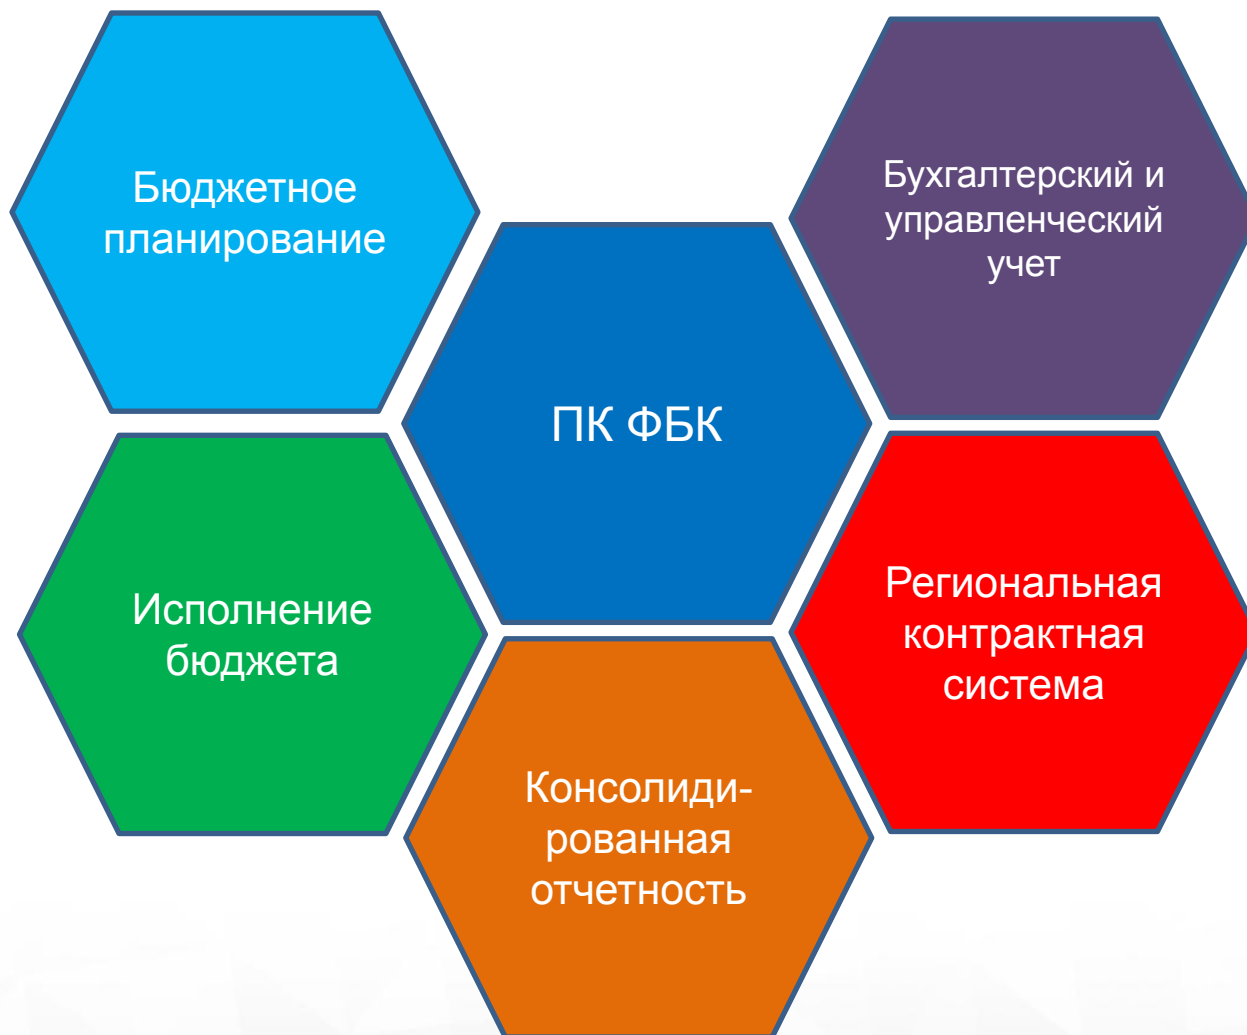 Бюджетное
планирование
Бухгалтерский и
управленческий
учет
ПК ФБК
Исполнение
бюджета
Региональная
контрактная
система
Консолиди-
рованная
отчетность